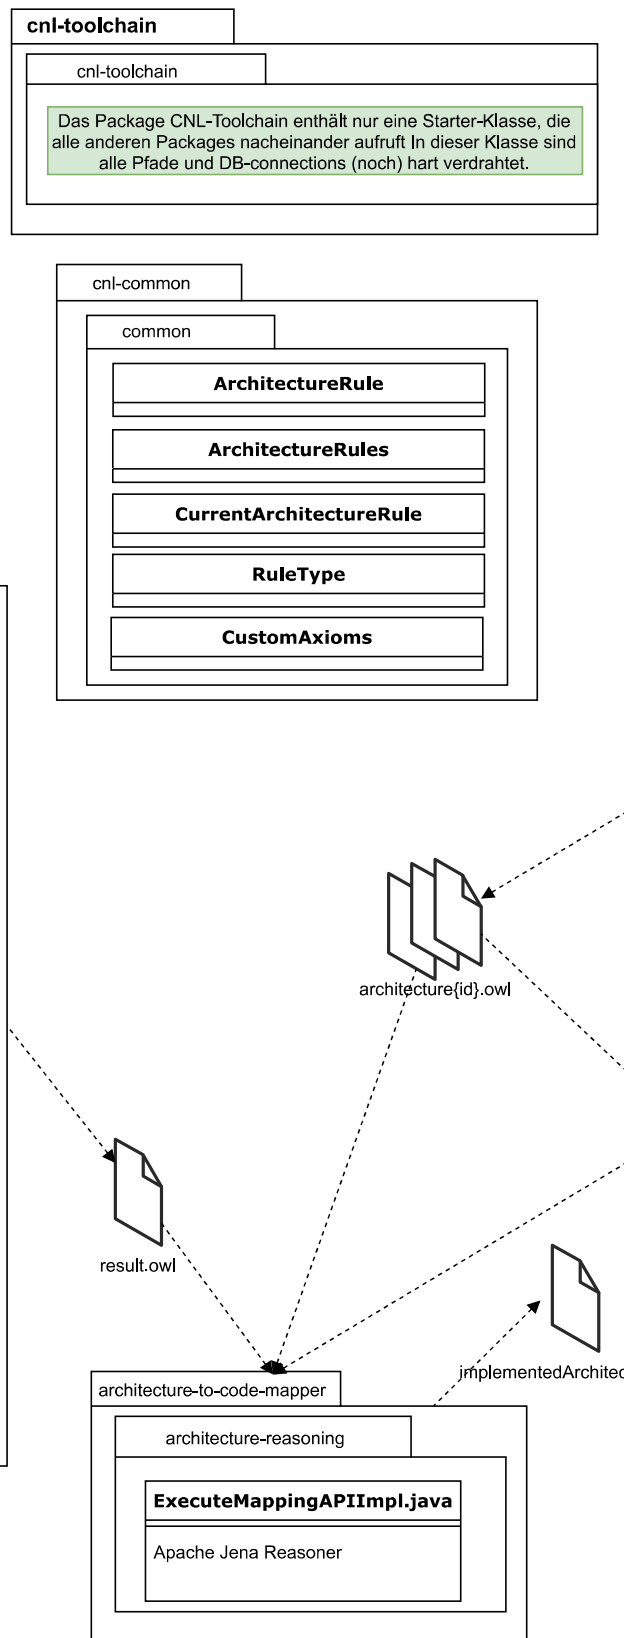 cnl-toolchain
cnl-toolchain
Das Package CNL-Toolchain enthält nur eine Starter-Klasse, die
alle anderen Packages nacheinander aufruft In dieser Klasse sind
alle Pfade und DB-connections (noch) hart verdrahtet.
cnl-common
common
ArchitectureRule
ArchitectureRules
CurrentArchitectureRule
RuleType
CustomAxioms
architecture{id}.owl
result.owl
implementedArchitec
architecture-to-code-mapper
architecture-reasoning
ExecuteMappingAPIImpl.java
Apache Jena Reasoner